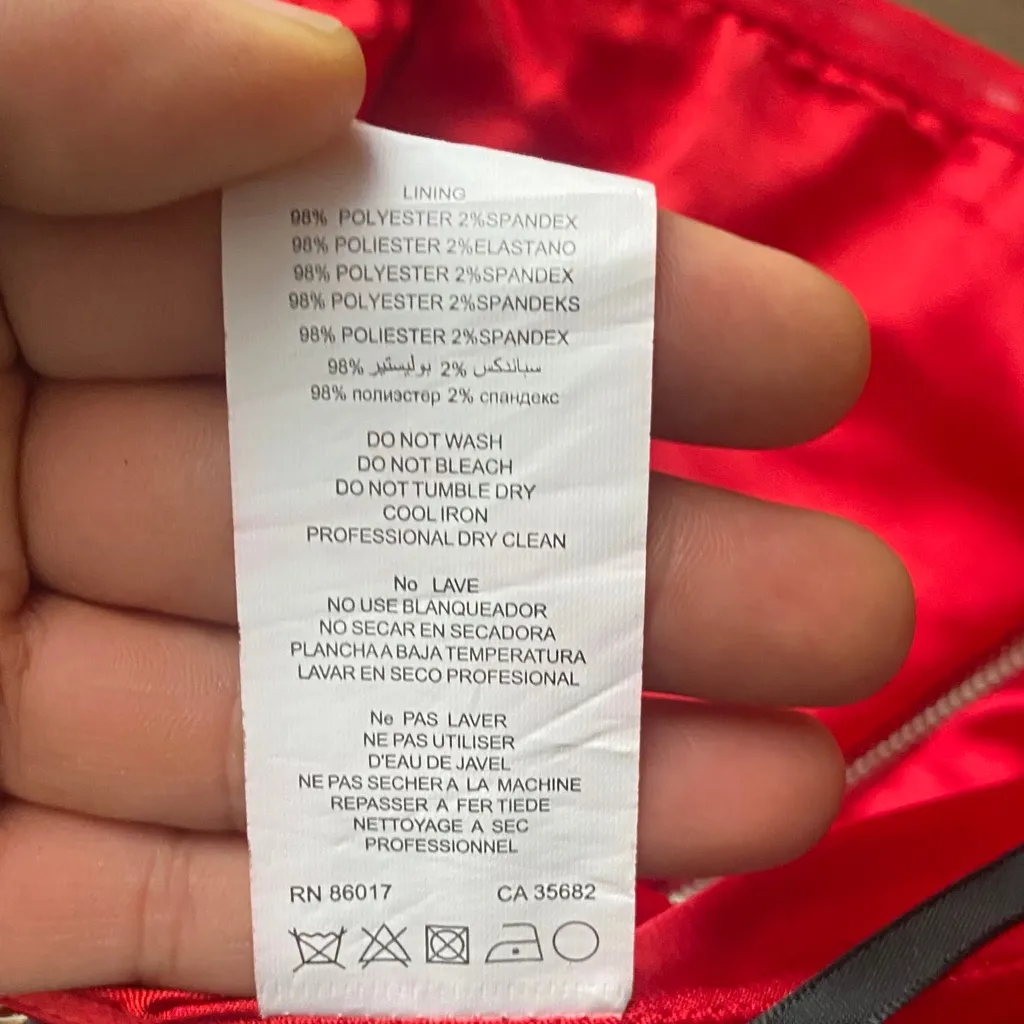 LINING
98% POLYESTER 2%SPANDEX
98% POLIESTER 2%ELASTANO
98% POLYESTER 2%SPANDEX
98% POLYESTER 2%SPANDEKS
98% POLIESTER 2%SPANDEX
98% بوليستير 2% سباندكس
98% полиэстер 2% спандекс
DO NOT WASH
DO NOT BLEACH
DO NOT TUMBLE DRY
COOL IRON
PROFESSIONAL DRY CLEAN
No LAVE
NO USE BLANQUEADOR
NO SECAR EN SECADORA
PLANCHA A BAJA TEMPERATURA
LAVAR EN SECO PROFESIONAL
Ne PAS LAVER
NE PAS UTILISER
D'EAU DE JAVEL
NE PAS SECHER A LA MACHINE
REPASSER A FER TIEDE
NETTOYAGE A SEC
PROFESSIONNEL
RN 86017 CA 35682